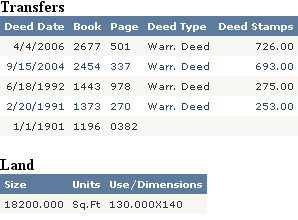 Transfers
Deed Date Book Page Deed Type Deed Stamps
4/4/2006 2677 501 Warr. Deed 726.00
9/15/2004 2454 337 Warr. Deed 693.00
6/18/1992 1443 978 Warr. Deed 275.00
2/20/1991 1373 270 Warr. Deed 253.00
1/1/1901 1196 0382
Land
Size Units Use/Dimensions
18200.000 Sq.Ft 130.000X140